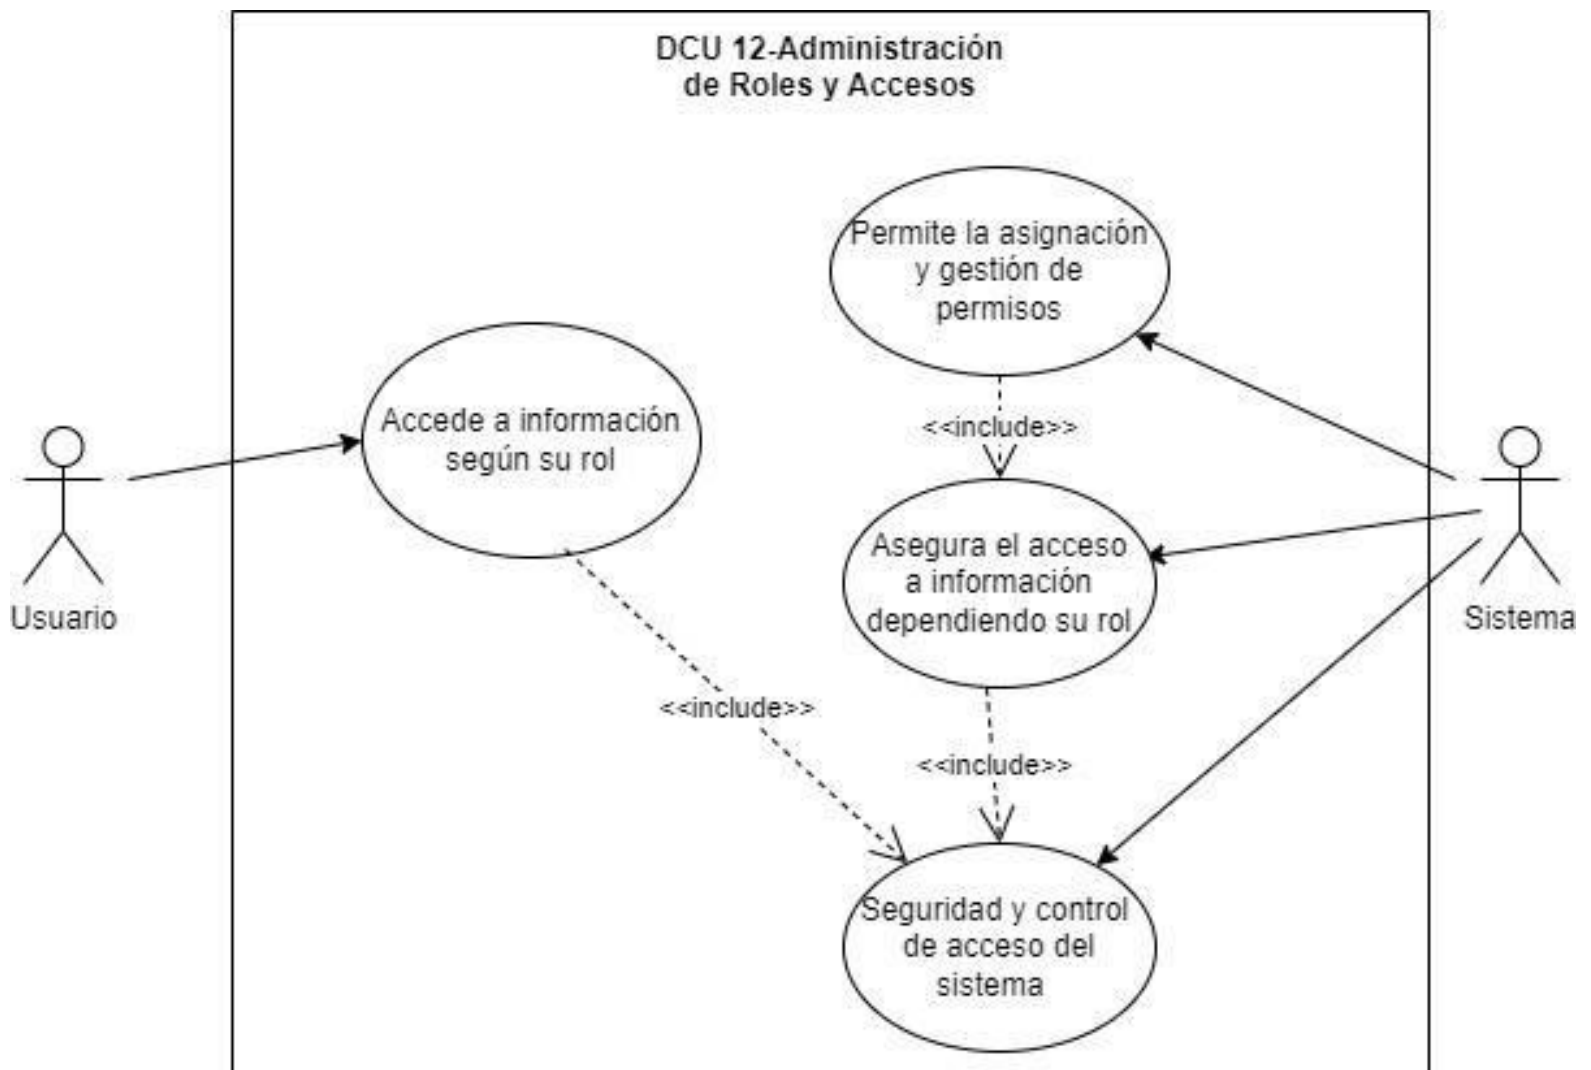 DCU 12-Administración
de Roles y Accesos
Permite la asignación
y gestión de
permisos
Accede a información
según su rol
<<include>>
Asegura el acceso
a información
dependiendo su rol
Usuario
Sistema
<<include>>
<<include>>
Seguridad y control
de acceso del
sistema